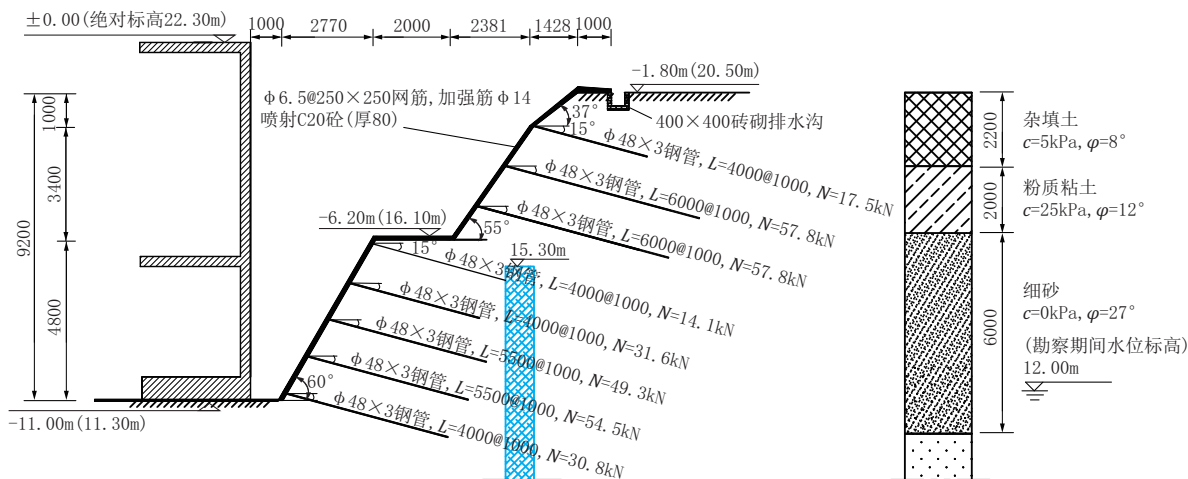 ±0.00(绝对标高22.30m)
1000
2770
2000
2381
1428
1000
-1.80m(20.50m)
φ6.5@250×250网筋,加强筋φ14
喷射C20砼(厚80)
37°
15°
400×400砖砌排水沟
φ48×3钢管,L=4000@1000,N=17.5kN
φ48×3钢管,L=6000@1000,N=57.8kN
φ48×3钢管,L=6000@1000,N=57.8kN
-6.20m(16.10m)
55°
15°
15.30m
φ48×3钢管,L=4000@1000,N=14.1kN
φ48×3钢管,L=4000@1000,N=31.6kN
φ48×3钢管,L=5500@1000,N=49.3kN
φ48×3钢管,L=5500@1000,N=54.5kN
φ48×3钢管,L=4000@1000,N=30.8kN
60°
-11.00m(11.30m)
9200
1000
3400
4800
2200
2000
6000
杂填土
c=5kPa,φ=8°
粉质粘土
c=25kPa,φ=12°
细砂
c=0kPa,φ=27°
(勘察期间水位标高)
12.00m